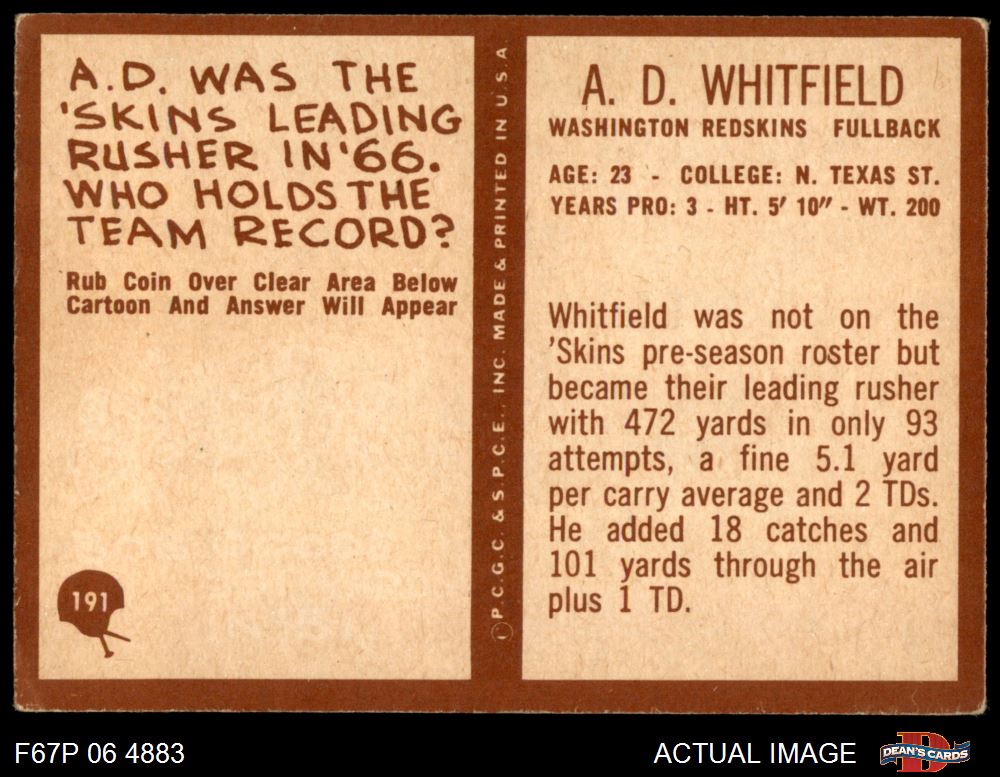 A.D. WAS THE
'SKINS LEADING
RUSHER IN '66.
WHO HOLDS THE
TEAM RECORD?
Rub Coin Over Clear Area Below
Cartoon And Answer Will Appear
191
P.C.G.C. & S.P.C.E., INC. MADE & PRINTED IN U.S.A.
A. D. WHITFIELD
WASHINGTON REDSKINS FULLBACK
AGE: 23 - COLLEGE: N. TEXAS ST.
YEARS PRO: 3 - HT. 5' 10" - WT. 200
Whitfield was not on the
'Skins pre-season roster but
became their leading rusher
with 472 yards in only 93
attempts, a fine 5.1 yard
per carry average and 2 TDs.
He added 18 catches and
101 yards through the air
plus 1 TD.
F67P 06 4883
ACTUAL IMAGE
DEAN'S CARDS